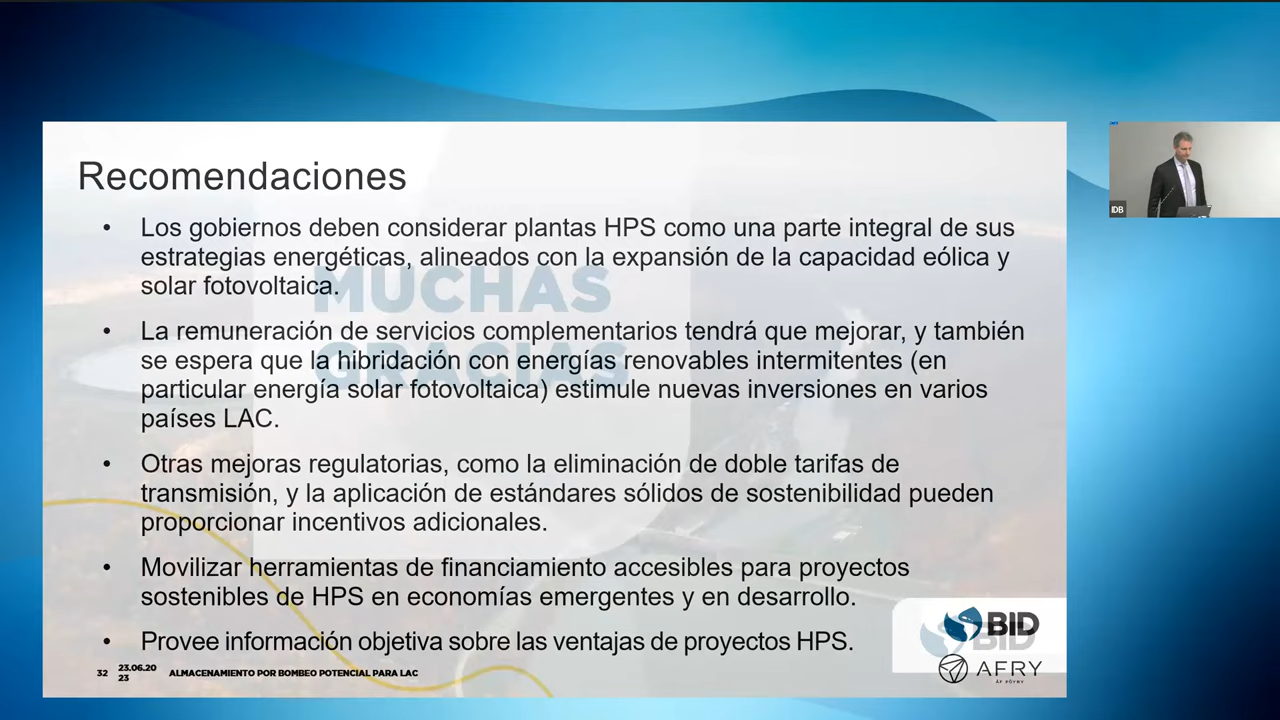 Recomendaciones
• Los gobiernos deben considerar plantas HPS como una parte integral de sus
estrategias energéticas, alineados con la expansión de la capacidad eólica y
solar fotovoltaica.
• La remuneración de servicios complementarios tendrá que mejorar, y también
se espera que la hibridación con energías renovables intermitentes (en
particular energía solar fotovoltaica) estimule nuevas inversiones en varios
países LAC.
• Otras mejoras regulatorias, como la eliminación de doble tarifas de
transmisión, y la aplicación de estándares sólidos de sostenibilidad pueden
proporcionar incentivos adicionales.
• Movilizar herramientas de financiamiento accesibles para proyectos
sostenibles de HPS en economías emergentes y en desarrollo.
• Provee información objetiva sobre las ventajas de proyectos HPS.
MUCHAS
GRACIAS
32 23.06.20
23 ALMACENAMIENTO POR BOMBEO POTENCIAL PARA LAC
BID
BID
AFRY
ÅF PÖYRY
IDB